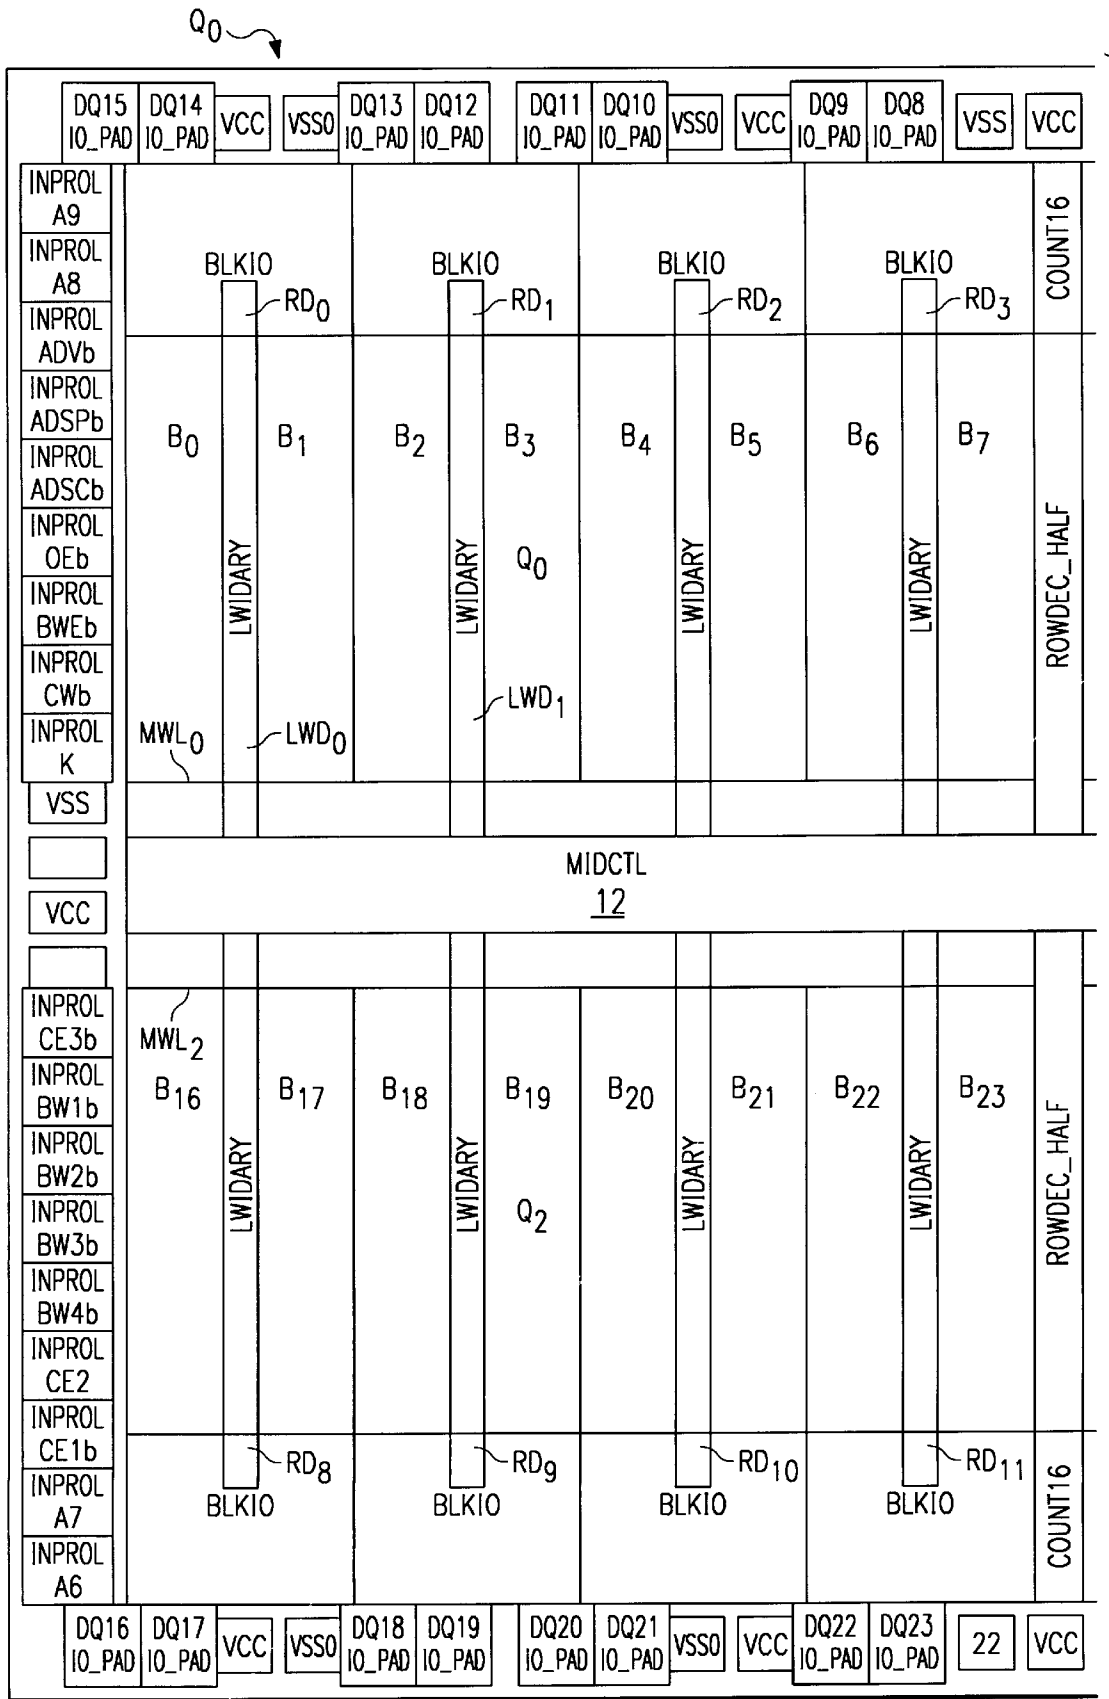 Q0
DQ15 IO_PAD
DQ14 IO_PAD
VCC
VSSO
DQ13 IO_PAD
DQ12 IO_PAD
DQ11 IO_PAD
DQ10 IO_PAD
VSSO
VCC
DQ9 IO_PAD
DQ8 IO_PAD
VSS
VCC
INPROL A9
INPROL A8
INPROL ADVb
INPROL ADSPb
INPROL ADSCb
INPROL OEb
INPROL BWEb
INPROL CWb
INPROL K
VSS
VCC
INPROL CE3b
INPROL BW1b
INPROL BW2b
INPROL BW3b
INPROL BW4b
INPROL CE2
INPROL CE1b
INPROL A7
INPROL A6
BLKIO
BLKIO
BLKIO
BLKIO
COUNT16
RD0
RD1
RD2
RD3
B0
B1
B2
B3
B4
B5
B6
B7
LWIDARY
LWIDARY
Q0
LWIDARY
LWIDARY
ROWDEC_HALF
MWL0
LWD0
LWD1
MIDCTL
12
MWL2
B16
B17
B18
B19
B20
B21
B22
B23
LWIDARY
LWIDARY
Q2
LWIDARY
LWIDARY
ROWDEC_HALF
RD8
RD9
RD10
RD11
BLKIO
BLKIO
BLKIO
BLKIO
COUNT16
DQ16 IO_PAD
DQ17 IO_PAD
VCC
VSSO
DQ18 IO_PAD
DQ19 IO_PAD
DQ20 IO_PAD
DQ21 IO_PAD
VSSO
VCC
DQ22 IO_PAD
DQ23 IO_PAD
22
VCC